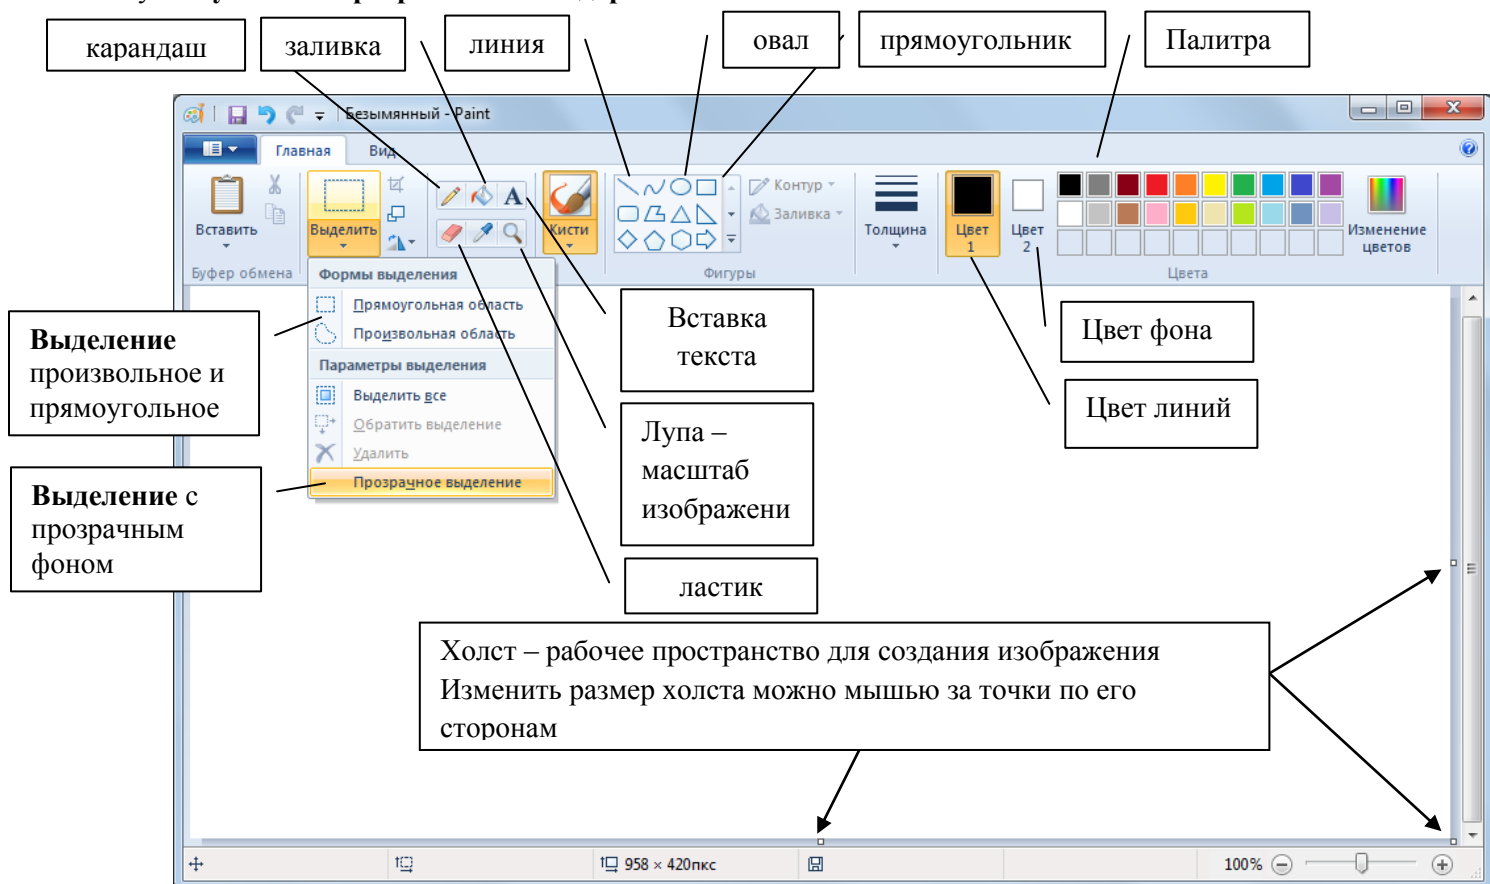 карандаш
заливка
линия
овал
прямоугольник
Палитра
Безымянный - Paint
Главная
Вид
Вставить
Выделить
Кисти
Контур
Заливка
Толщина
Цвет 1
Цвет 2
Изменение цветов
Буфер обмена
Фигуры
Цвета
Формы выделения
Прямоугольная область
Произвольная область
Параметры выделения
Выделить все
Обратить выделение
Удалить
Прозрачное выделение
Выделение
произвольное и
прямоугольное
Выделение с
прозрачным
фоном
Вставка
текста
Лупа –
масштаб
изображени
ластик
Цвет фона
Цвет линий
Холст – рабочее пространство для создания изображения
Изменить размер холста можно мышью за точки по его
сторонам
958 × 420пкс
100%